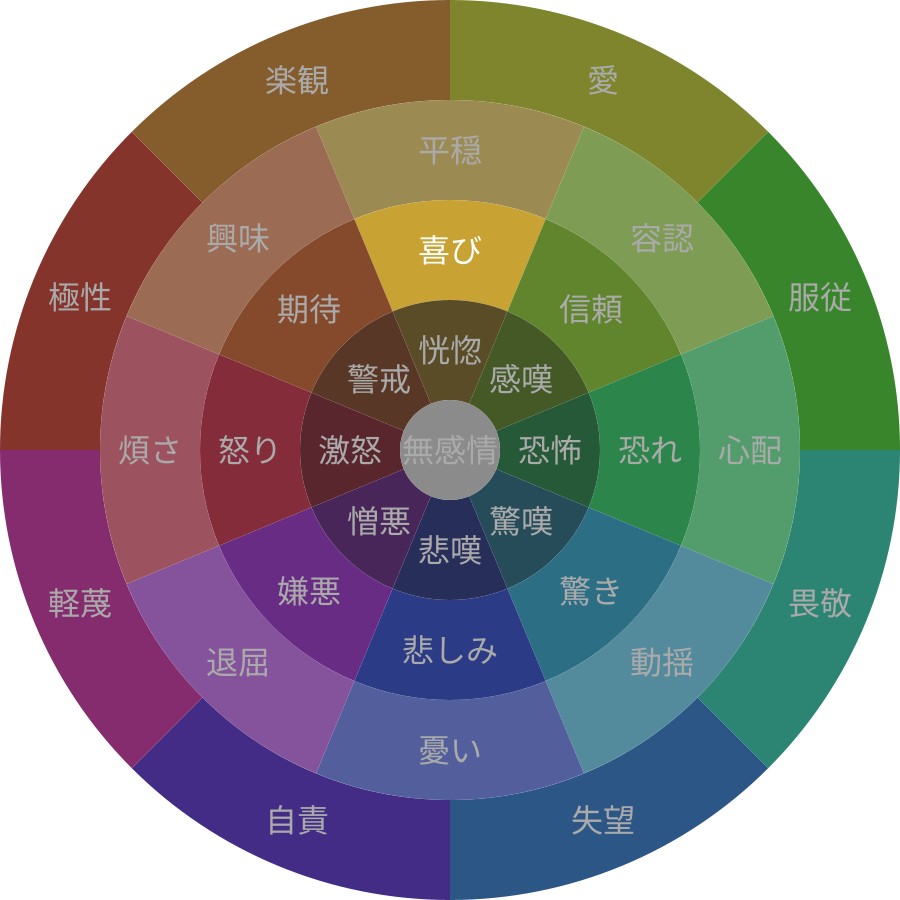 楽観
愛
平穏
興味
容認
喜び
極性
服従
期待
信頼
恍惚
警戒
感嘆
煩さ
怒り
激怒
無感情
恐怖
恐れ
心配
憎悪
驚嘆
悲嘆
嫌悪
驚き
軽蔑
畏敬
悲しみ
退屈
動揺
憂い
自責
失望